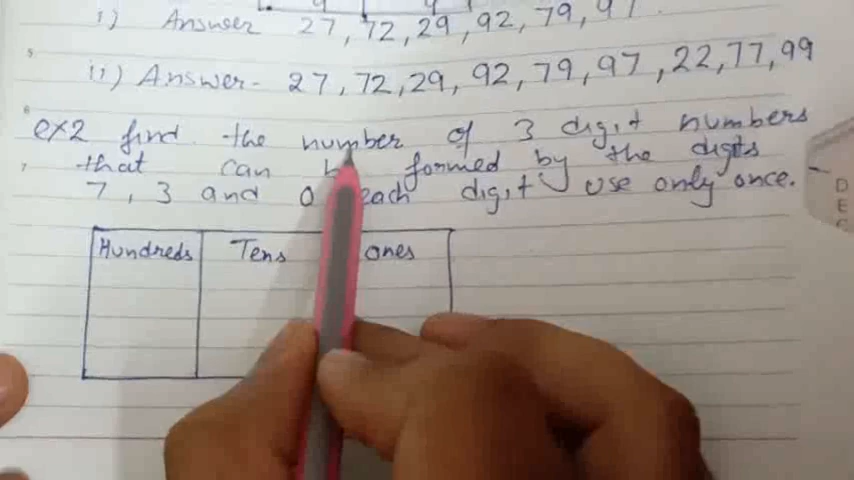 i) Answer 27, 72, 29, 92, 79, 97.
ii) Answer - 27, 72, 29, 92, 79, 97, 22, 77, 99
ex2 find the number of 3 digit numbers
that can formed by the digits
7, 3 and 0 each digit use only once.
Hundreds Tens ones
DEC